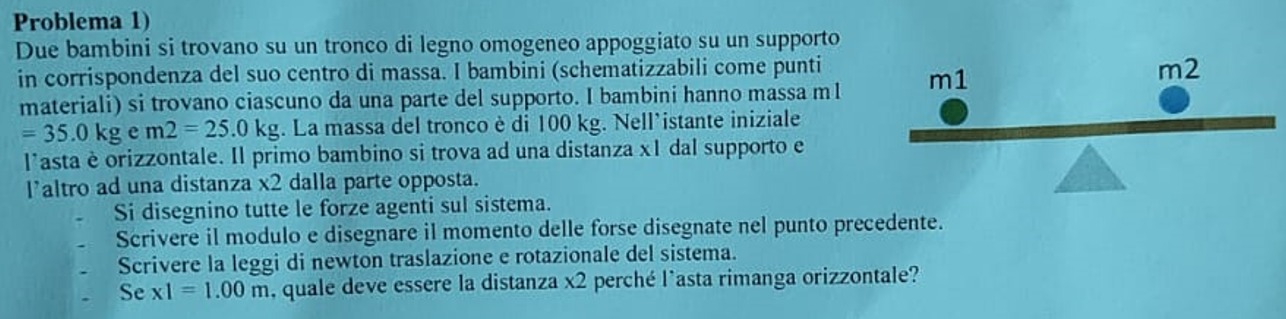 Problema 1)
Due bambini si trovano su un tronco di legno omogeneo appoggiato su un supporto
in corrispondenza del suo centro di massa. I bambini (schematizzabili come punti
materiali) si trovano ciascuno da una parte del supporto. I bambini hanno massa m1
= 35.0 kg e m2 = 25.0 kg. La massa del tronco è di 100 kg. Nell'istante iniziale
l'asta è orizzontale. Il primo bambino si trova ad una distanza x1 dal supporto e
l'altro ad una distanza x2 dalla parte opposta.
- Si disegnino tutte le forze agenti sul sistema.
- Scrivere il modulo e disegnare il momento delle forse disegnate nel punto precedente.
- Scrivere la leggi di newton traslazione e rotazionale del sistema.
- Se x1 = 1.00 m, quale deve essere la distanza x2 perché l'asta rimanga orizzontale?
m1
m2